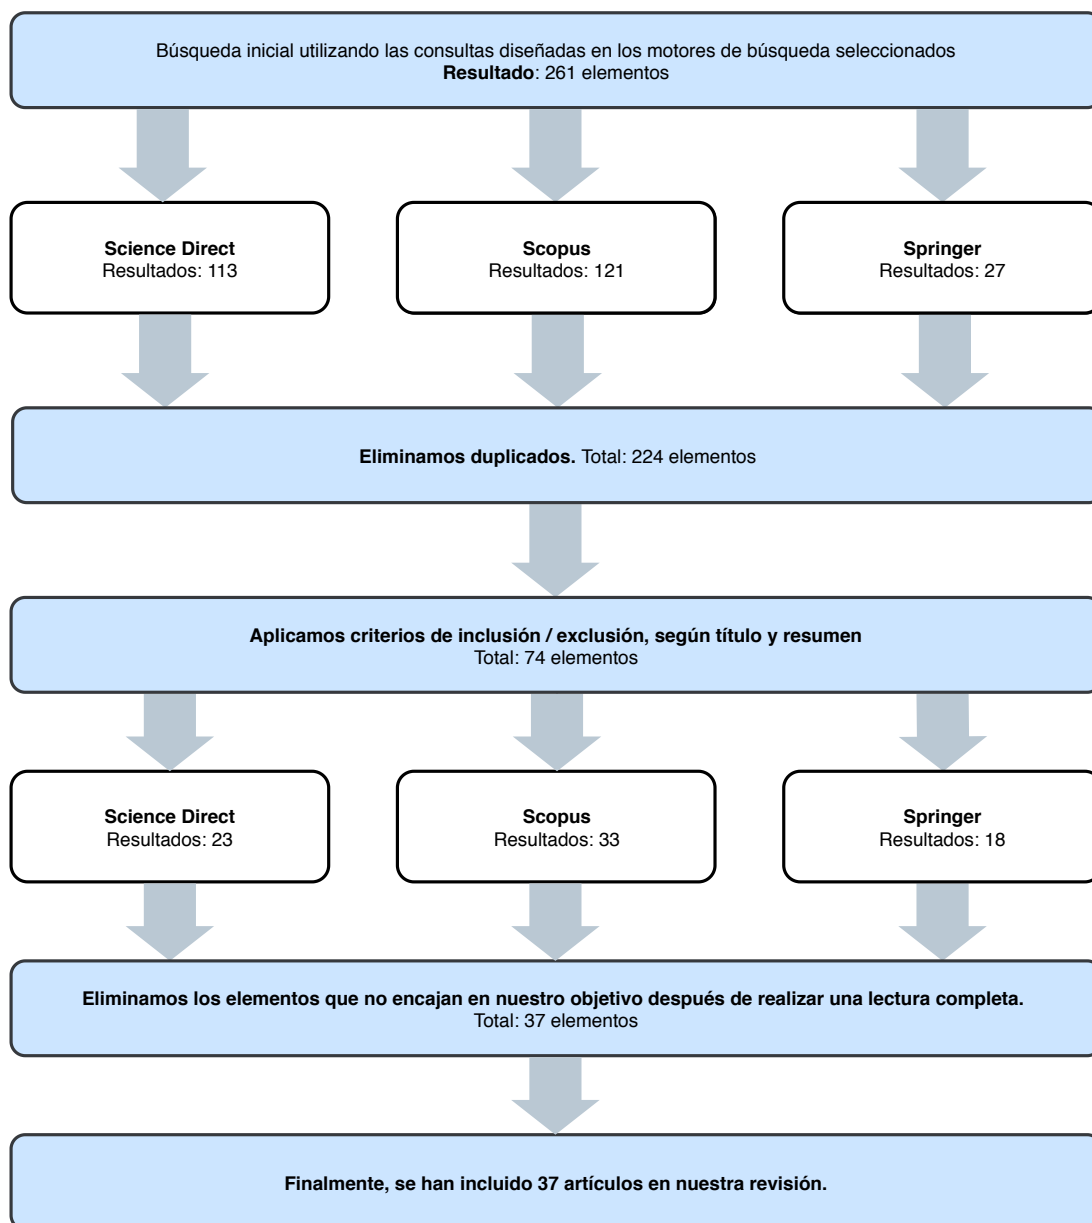 Búsqueda inicial utilizando las consultas diseñadas en los motores de búsqueda seleccionados
Resultado: 261 elementos
Science Direct
Resultados: 113
Scopus
Resultados: 121
Springer
Resultados: 27
Eliminamos duplicados. Total: 224 elementos
Aplicamos criterios de inclusión / exclusión, según título y resumen
Total: 74 elementos
Science Direct
Resultados: 23
Scopus
Resultados: 33
Springer
Resultados: 18
Eliminamos los elementos que no encajan en nuestro objetivo después de realizar una lectura completa.
Total: 37 elementos
Finalmente, se han incluido 37 artículos en nuestra revisión.